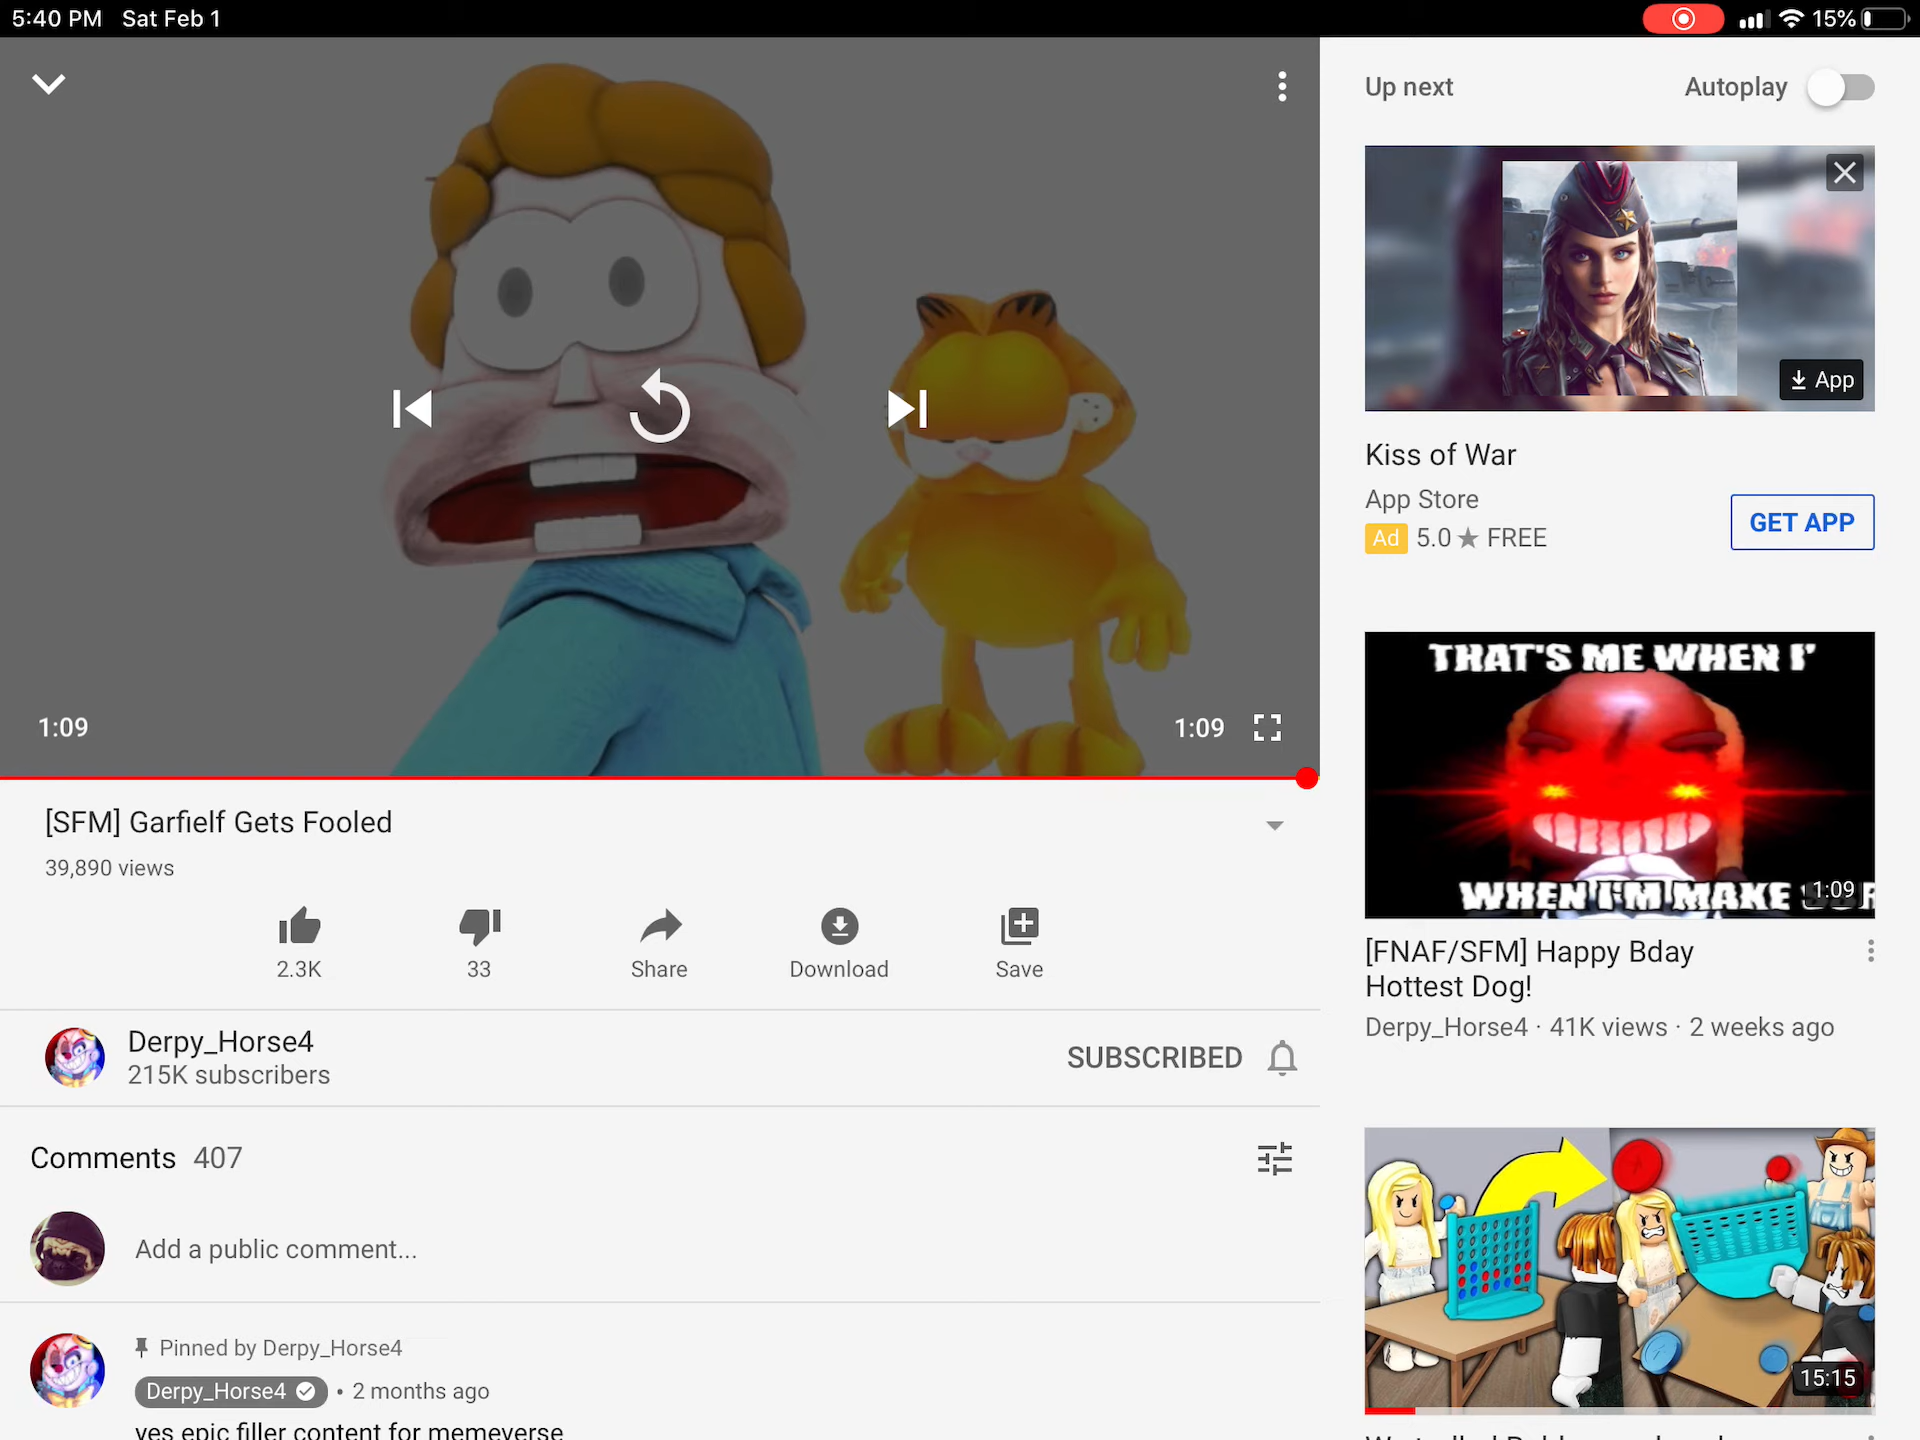 5:40 PM Sat Feb 1
15%
1:09
1:09
[SFM] Garfielf Gets Fooled
39,890 views
2.3K
33
Share
Download
Save
Derpy_Horse4
215K subscribers
SUBSCRIBED
Comments 407
Add a public comment...
Pinned by Derpy_Horse4
Derpy_Horse4 • 2 months ago
yes epic filler content for memeverse
Up next
Autoplay
App
Kiss of War
App Store
Ad 5.0 ★ FREE
GET APP
THAT'S ME WHEN I'
WHEN I'M MAKE
1:09
[FNAF/SFM] Happy Bday
Hottest Dog!
Derpy_Horse4 · 41K views · 2 weeks ago
15:15